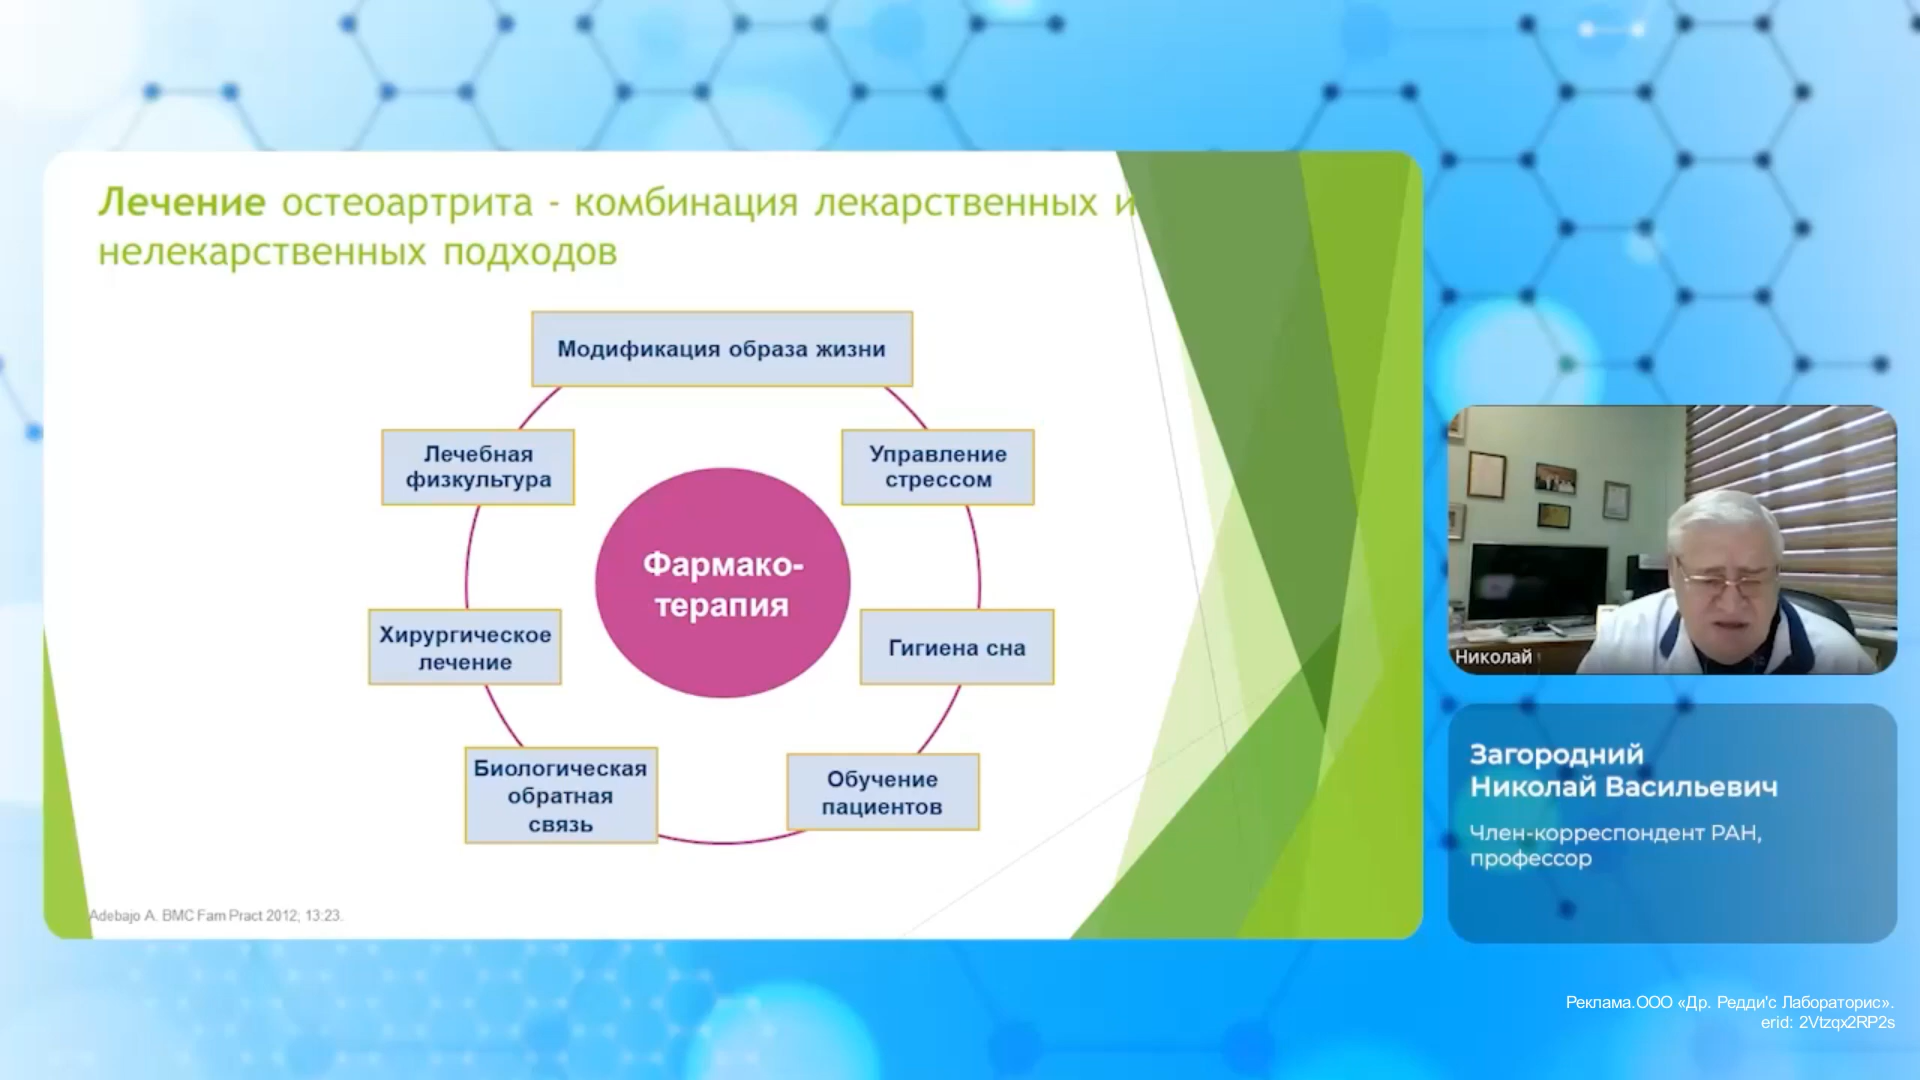 Лечение остеоартрита - комбинация лекарственных и
нелекарственных подходов
Модификация образа жизни
Лечебная
физкультура
Управление
стрессом
Фармако-
терапия
Хирургическое
лечение
Гигиена сна
Биологическая
обратная
связь
Обучение
пациентов
Adebajo A. BMC Fam Pract 2012; 13:23.
Николай
Загородний
Николай Васильевич
Член-корреспондент РАН,
профессор
Реклама.ООО «Др. Редди'с Лабораторис».
erid: 2Vtzqx2RP2s